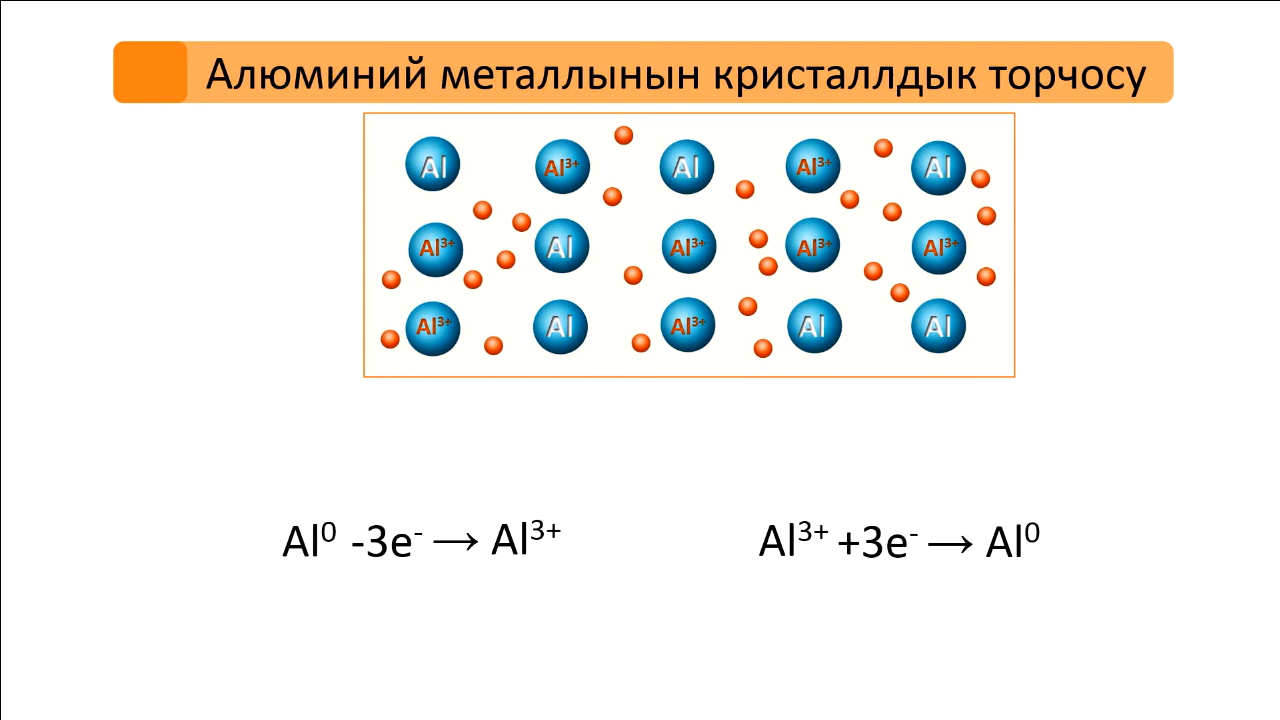 Алюминий металлынын кристаллдык торчосу
Al Al³⁺ Al Al³⁺ Al
Al³⁺ Al Al³⁺ Al³⁺ Al³⁺
Al³⁺ Al Al³⁺ Al Al
Al⁰ -3e⁻ → Al³⁺ Al³⁺ +3e⁻ → Al⁰